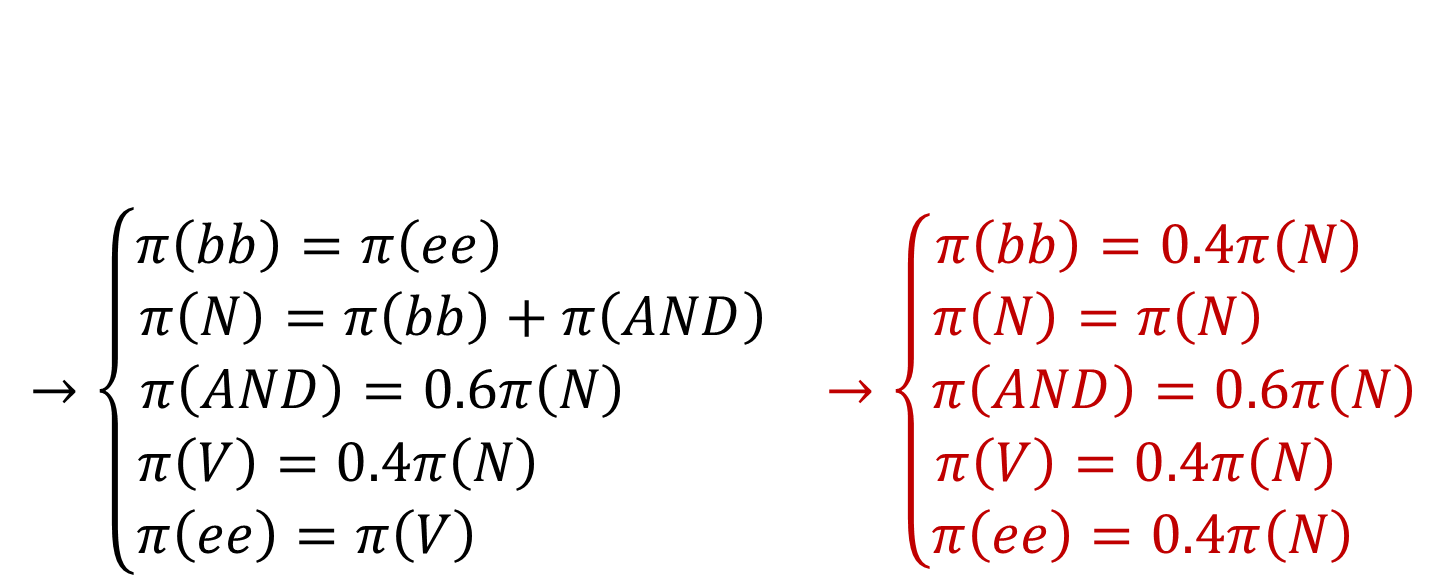 π(bb) = π(ee)
π(N) = π(bb) + π(AND)
→ π(AND) = 0.6π(N)
π(V) = 0.4π(N)
π(ee) = π(V)
π(bb) = 0.4π(N)
π(N) = π(N)
→ π(AND) = 0.6π(N)
π(V) = 0.4π(N)
π(ee) = 0.4π(N)